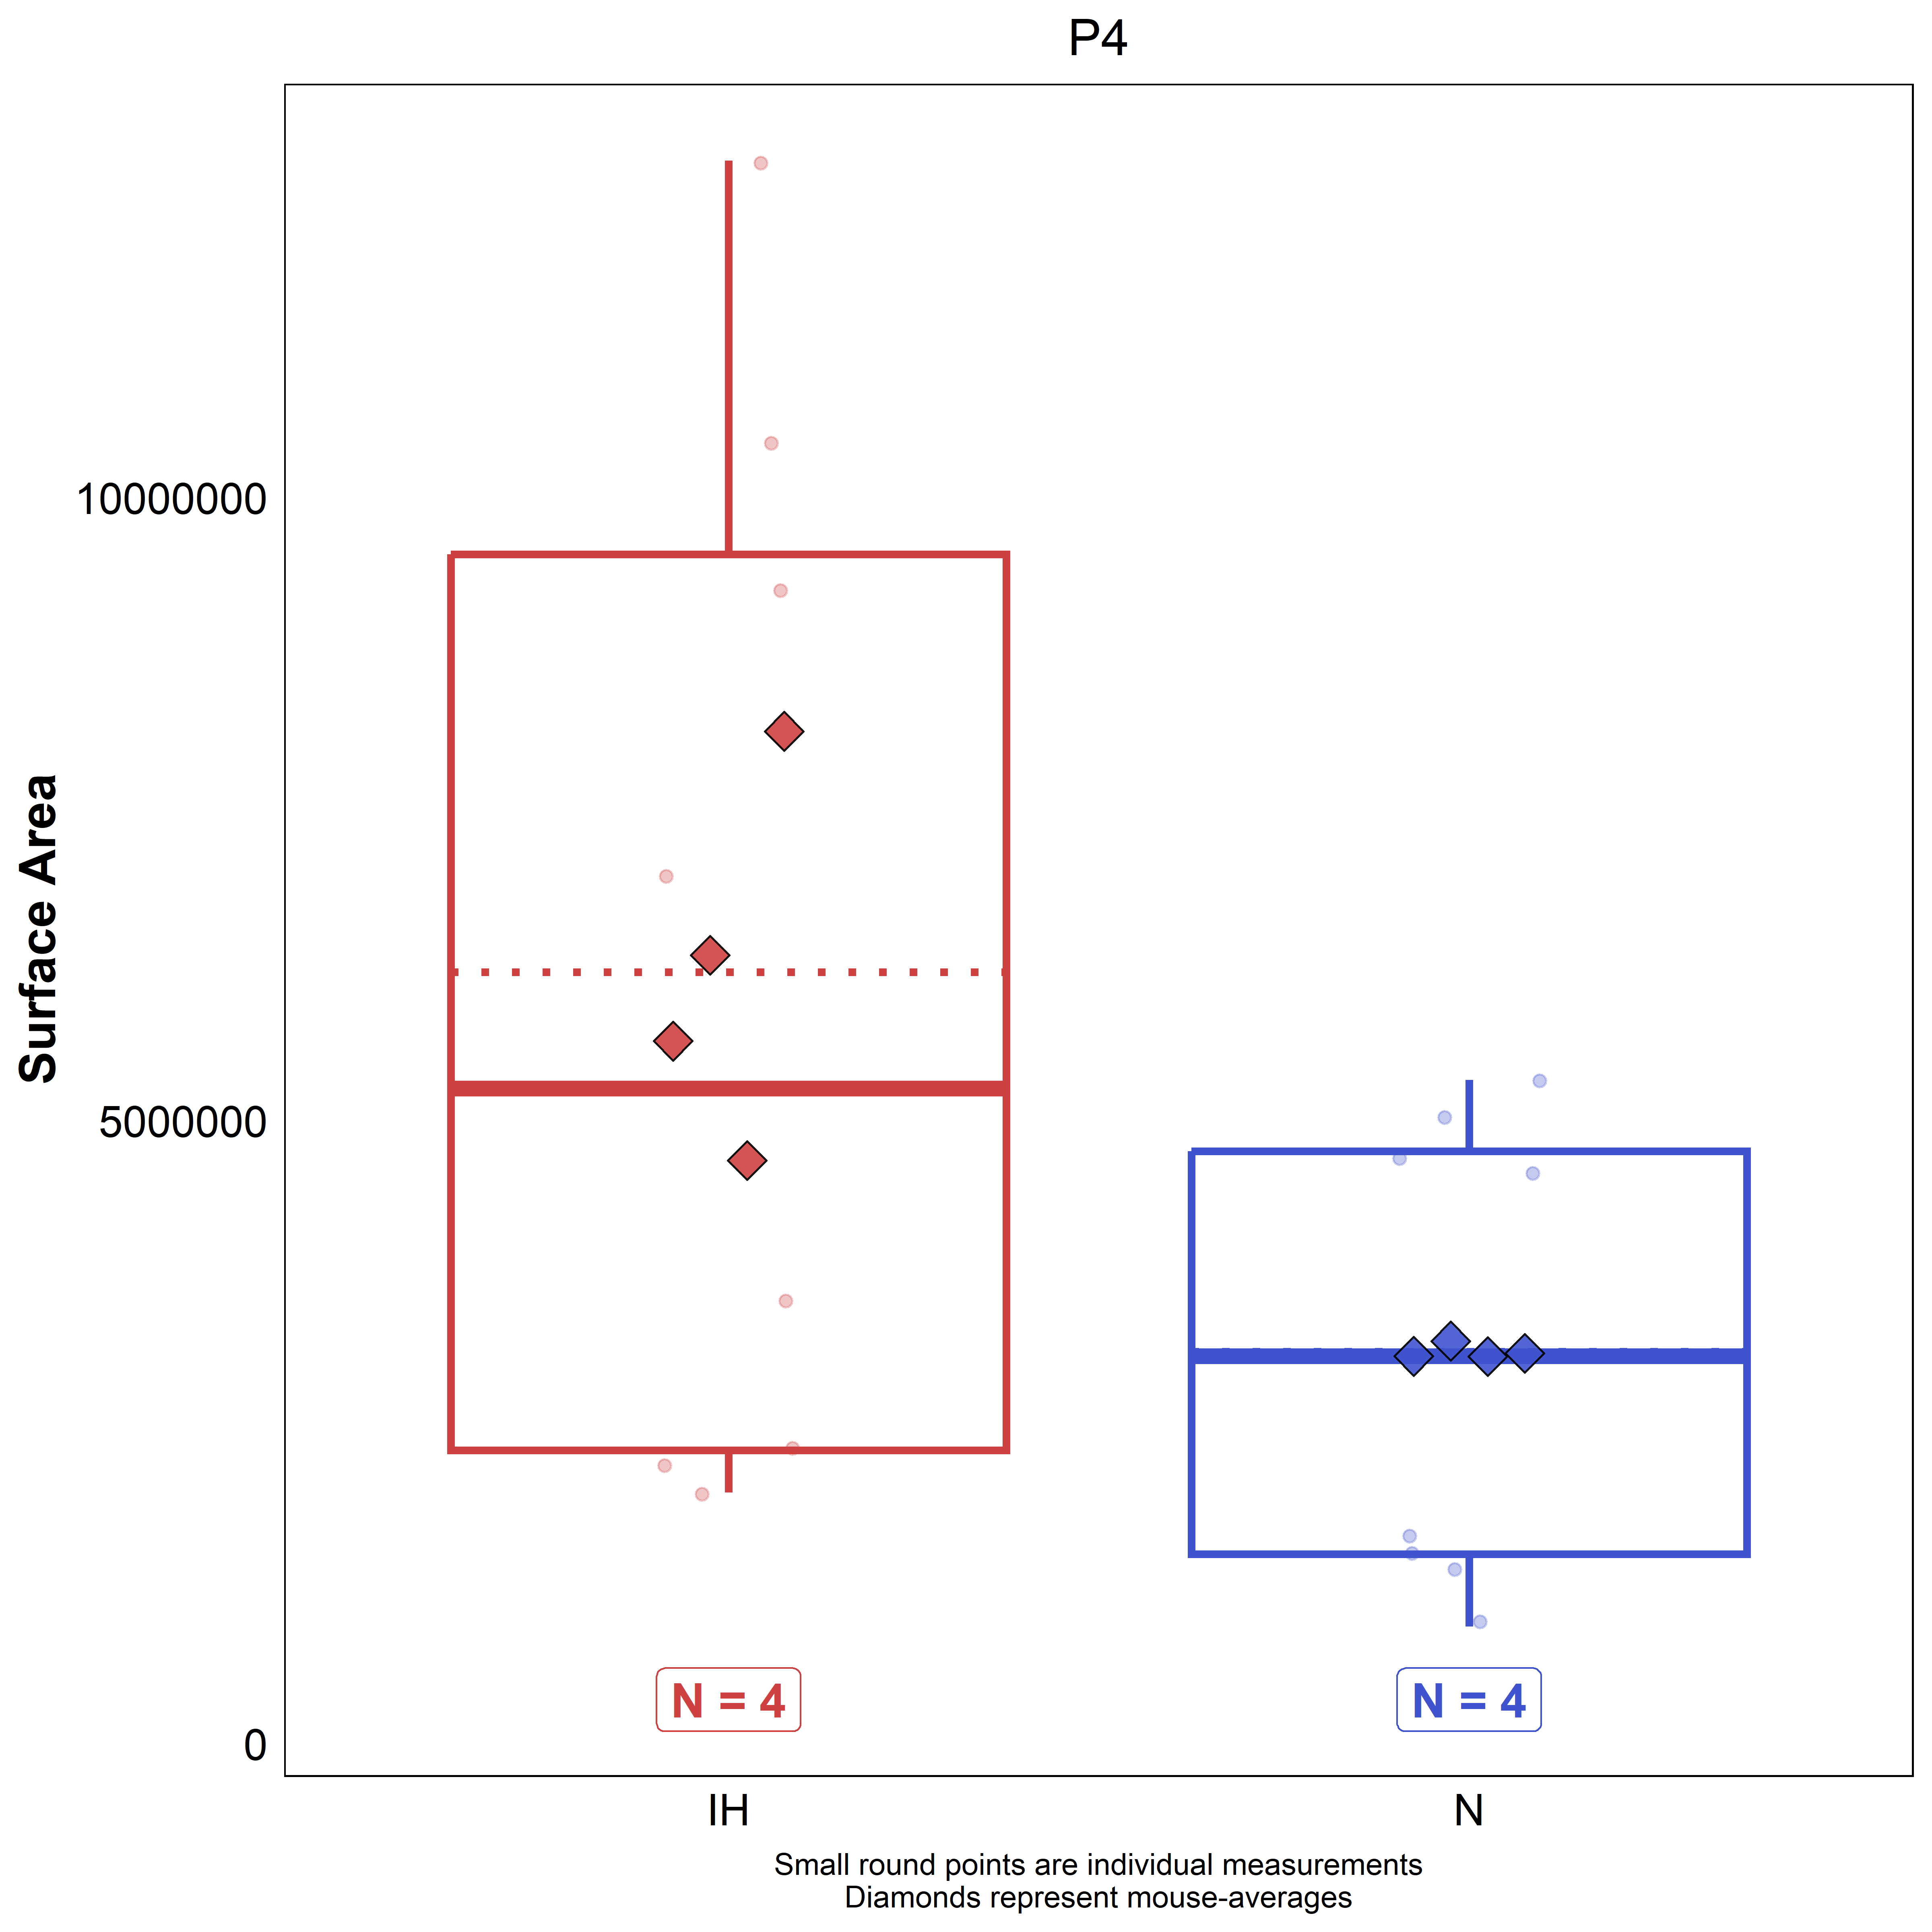 P4
Surface Area
10000000
5000000
0
N = 4
N = 4
IH
N
Small round points are individual measurements
Diamonds represent mouse-averages